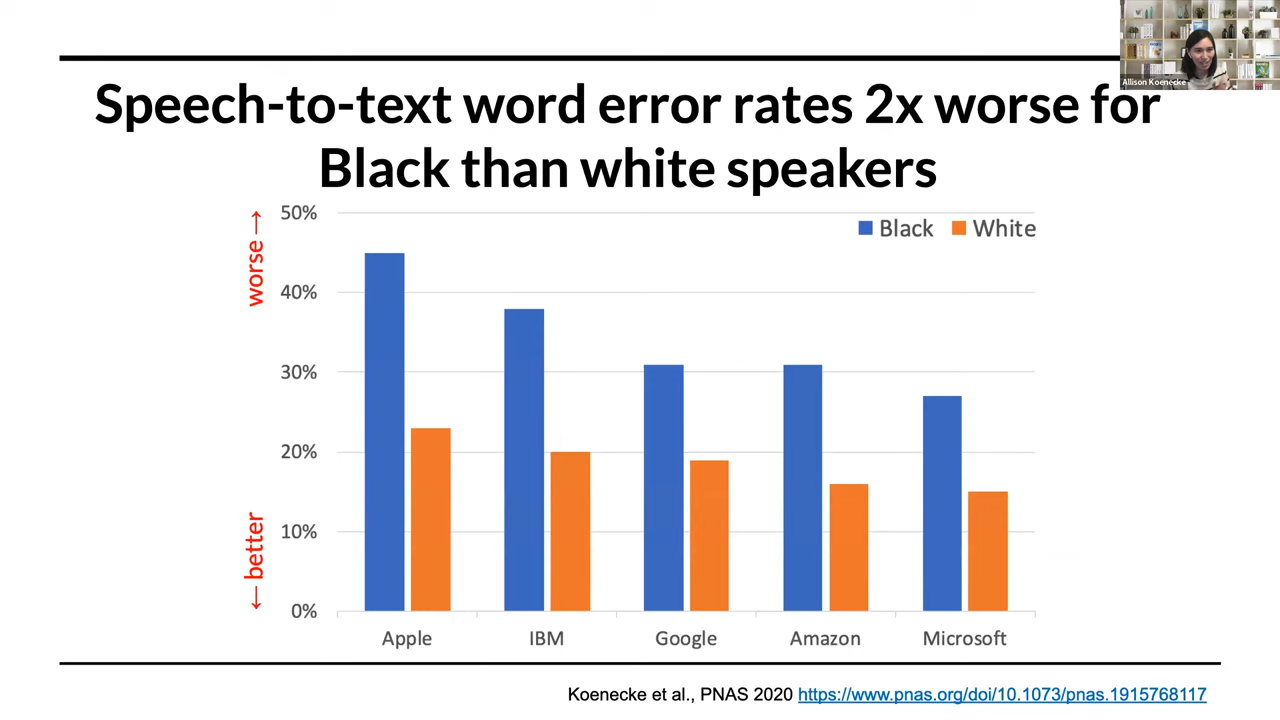 Allison Koenecke
Speech-to-text word error rates 2x worse for
Black than white speakers
worse →
← better
50%
40%
30%
20%
10%
0%
Black
White
Apple
IBM
Google
Amazon
Microsoft
Koenecke et al., PNAS 2020 https://www.pnas.org/doi/10.1073/pnas.1915768117